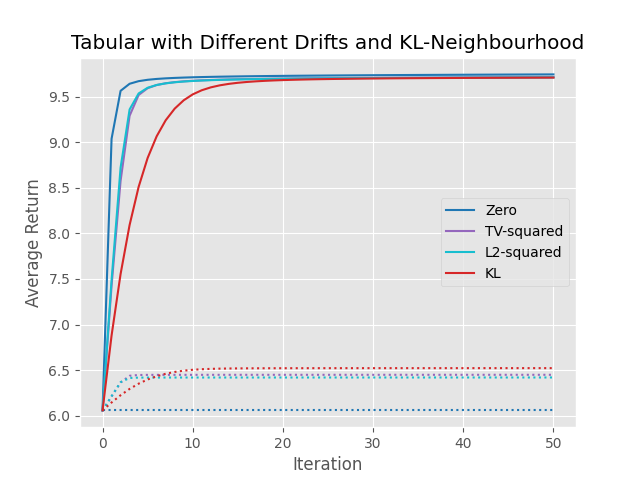 Tabular with Different Drifts and KL-Neighbourhood
Average Return
9.5
9.0
8.5
8.0
7.5
7.0
6.5
6.0
Zero
TV-squared
L2-squared
KL
0
10
20
30
40
50
Iteration